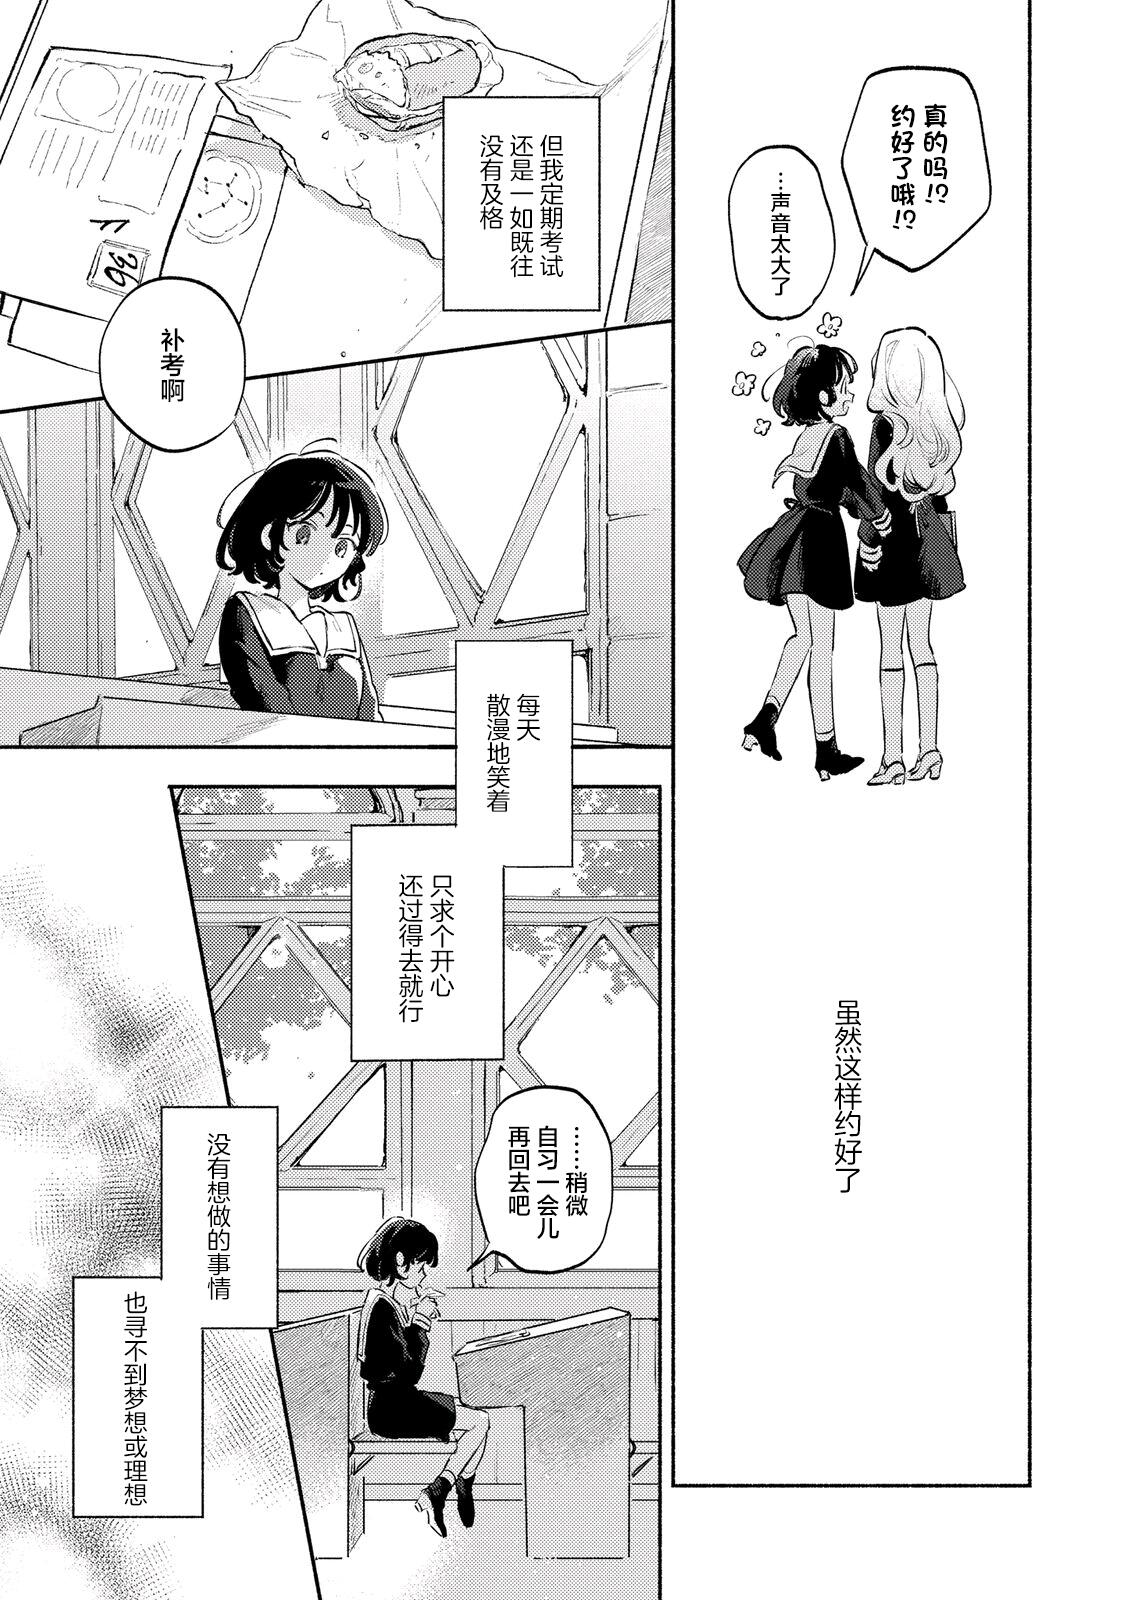 真的吗!?
约好了哦!?
…声音太大了
虽然这样约好了
但我定期考试
还是一如既往
没有及格
36
补考啊
每天
散漫地笑着
只求个开心
还过得去就行
……稍微
自习一会儿
再回去吧
没有想做的事情
也寻不到梦想或理想